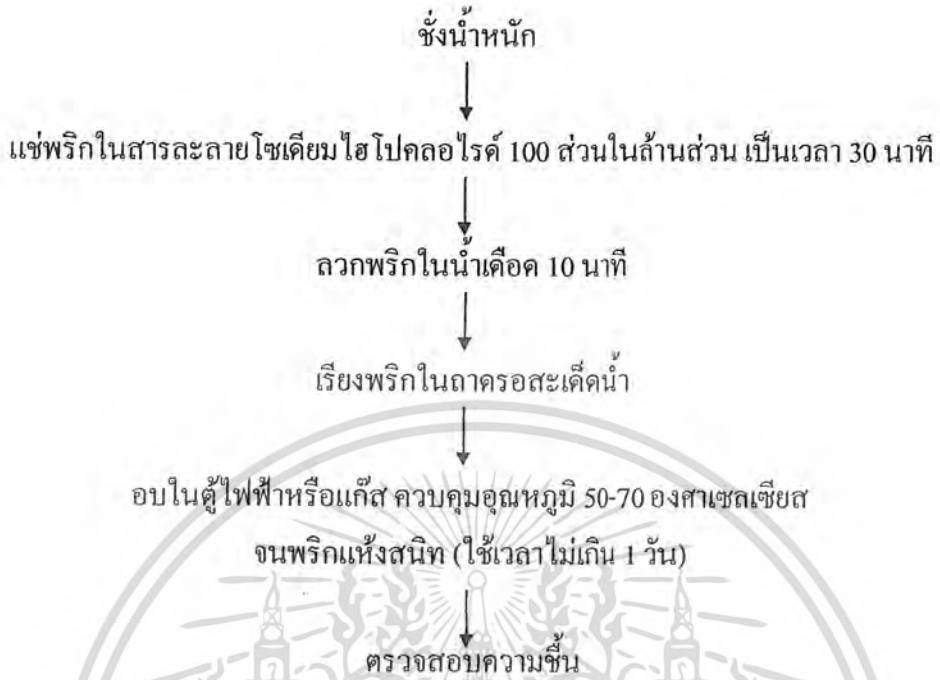 ชั่งน้ำหนัก
แช่พริกในสารละลายโซเดียมไฮโปคลอไรค์ 100 ส่วนในล้านส่วน เป็นเวลา 30 นาที
ลวกพริกในน้ำเดือด 10 นาที
เรียงพริกในถาดรอสะเด็ดน้ำ
อบในตู้ไฟฟ้าหรือแก๊ส ควบคุมอุณหภูมิ 50-70 องศาเซลเซียส
จนพริกแห้งสนิท (ใช้เวลาไม่เกิน 1 วัน)
ตรวจสอบความชื้น